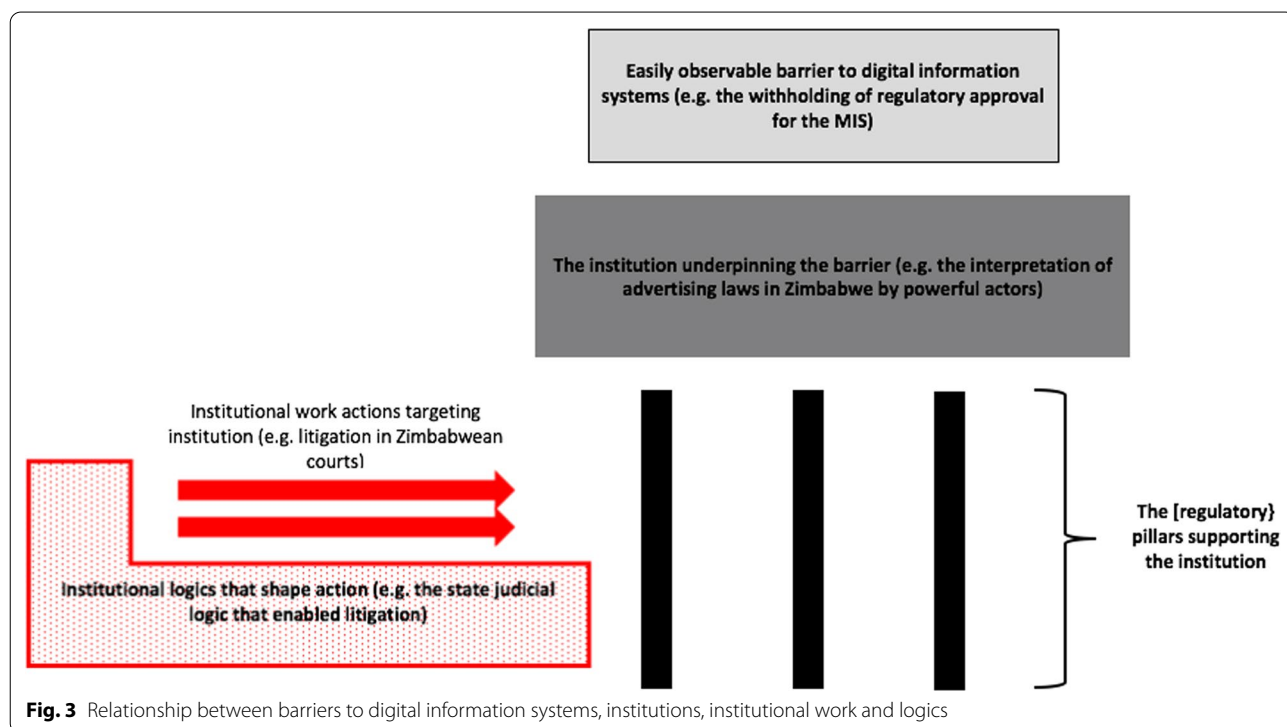 Easily observable barrier to digital information
systems (e.g. the withholding of regulatory approval
for the MIS)
The institution underpinning the barrier (e.g. the interpretation of
advertising laws in Zimbabwe by powerful actors)
Institutional work actions targeting
institution (e.g. litigation in Zimbabwean
courts)
The [regulatory}
pillars supporting
the institution
Institutional logics that shape action (e.g. the state judicial
logic that enabled litigation)
Fig. 3 Relationship between barriers to digital information systems, institutions, institutional work and logics